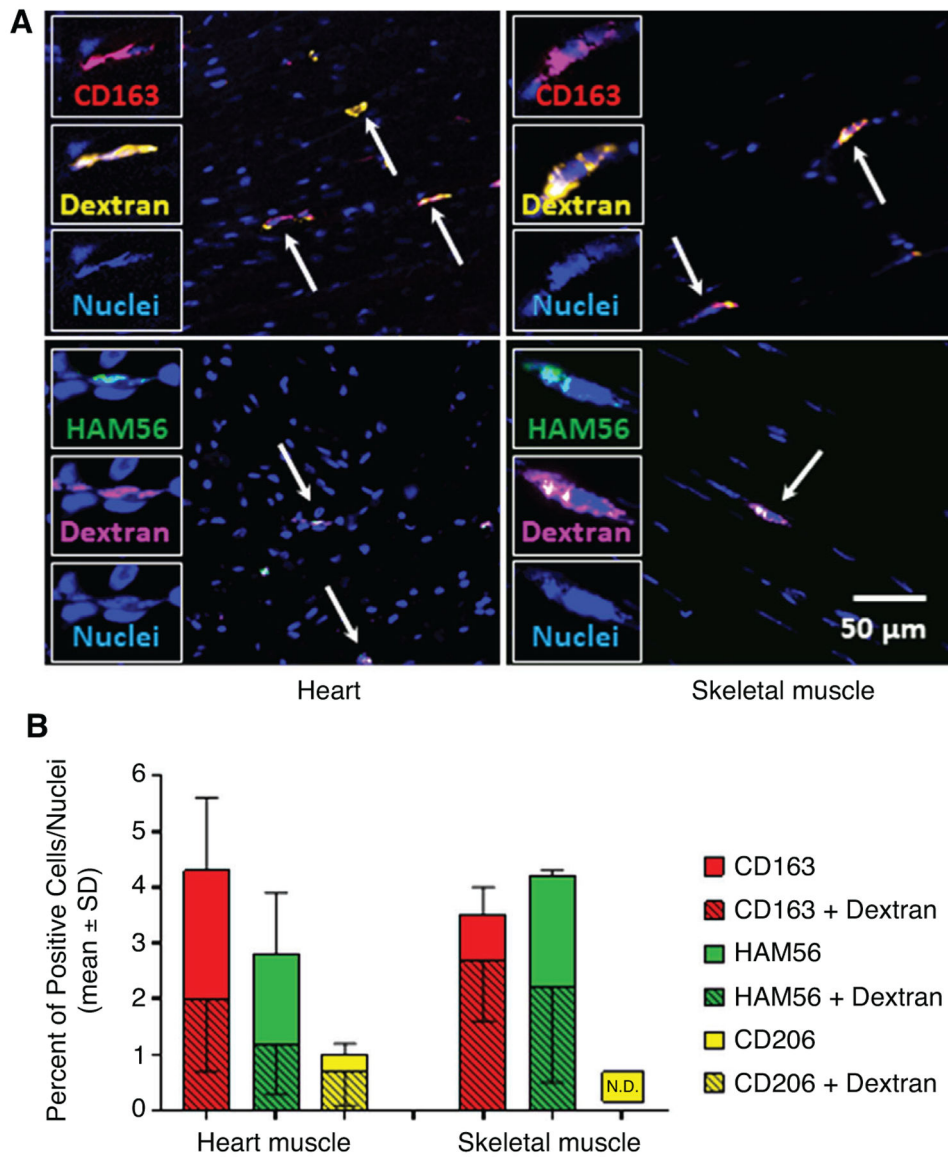 A
CD163
Dextran
Nuclei
CD163
Dextran
Nuclei
HAM56
Dextran
Nuclei
HAM56
Dextran
Nuclei
50 µm
Heart
Skeletal muscle
B
Percent of Positive Cells/Nuclei
(mean ± SD)
6
5
4
3
2
1
0
N.D.
Heart muscle
Skeletal muscle
CD163
CD163 + Dextran
HAM56
HAM56 + Dextran
CD206
CD206 + Dextran